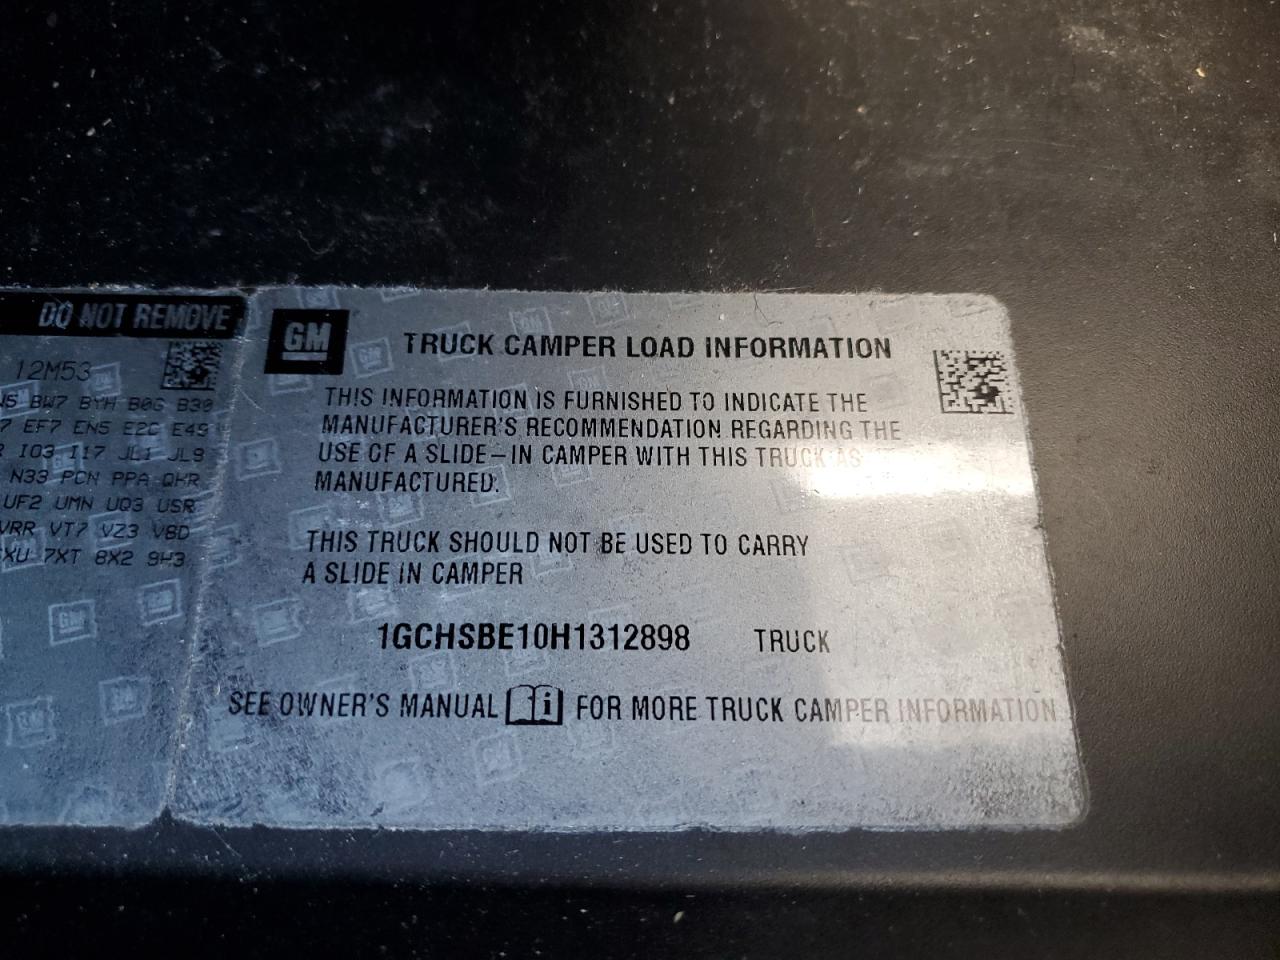 DO NOT REMOVE
12M53
BW7 BYH B0G B30
EF7 EN5 E2C E49
I03 I17 JL1 JL9
N33 PCN PPA QHR
UF2 UMN UQ3 USR
VRR VT7 VZ3 V8D
7XT 8X2 9H3
GM
TRUCK CAMPER LOAD INFORMATION
THIS INFORMATION IS FURNISHED TO INDICATE THE
MANUFACTURER'S RECOMMENDATION REGARDING THE
USE OF A SLIDE-IN CAMPER WITH THIS TRUCK AS
MANUFACTURED.
THIS TRUCK SHOULD NOT BE USED TO CARRY
A SLIDE IN CAMPER
1GCHSBE10H1312898 TRUCK
SEE OWNER'S MANUAL FOR MORE TRUCK CAMPER INFORMATION